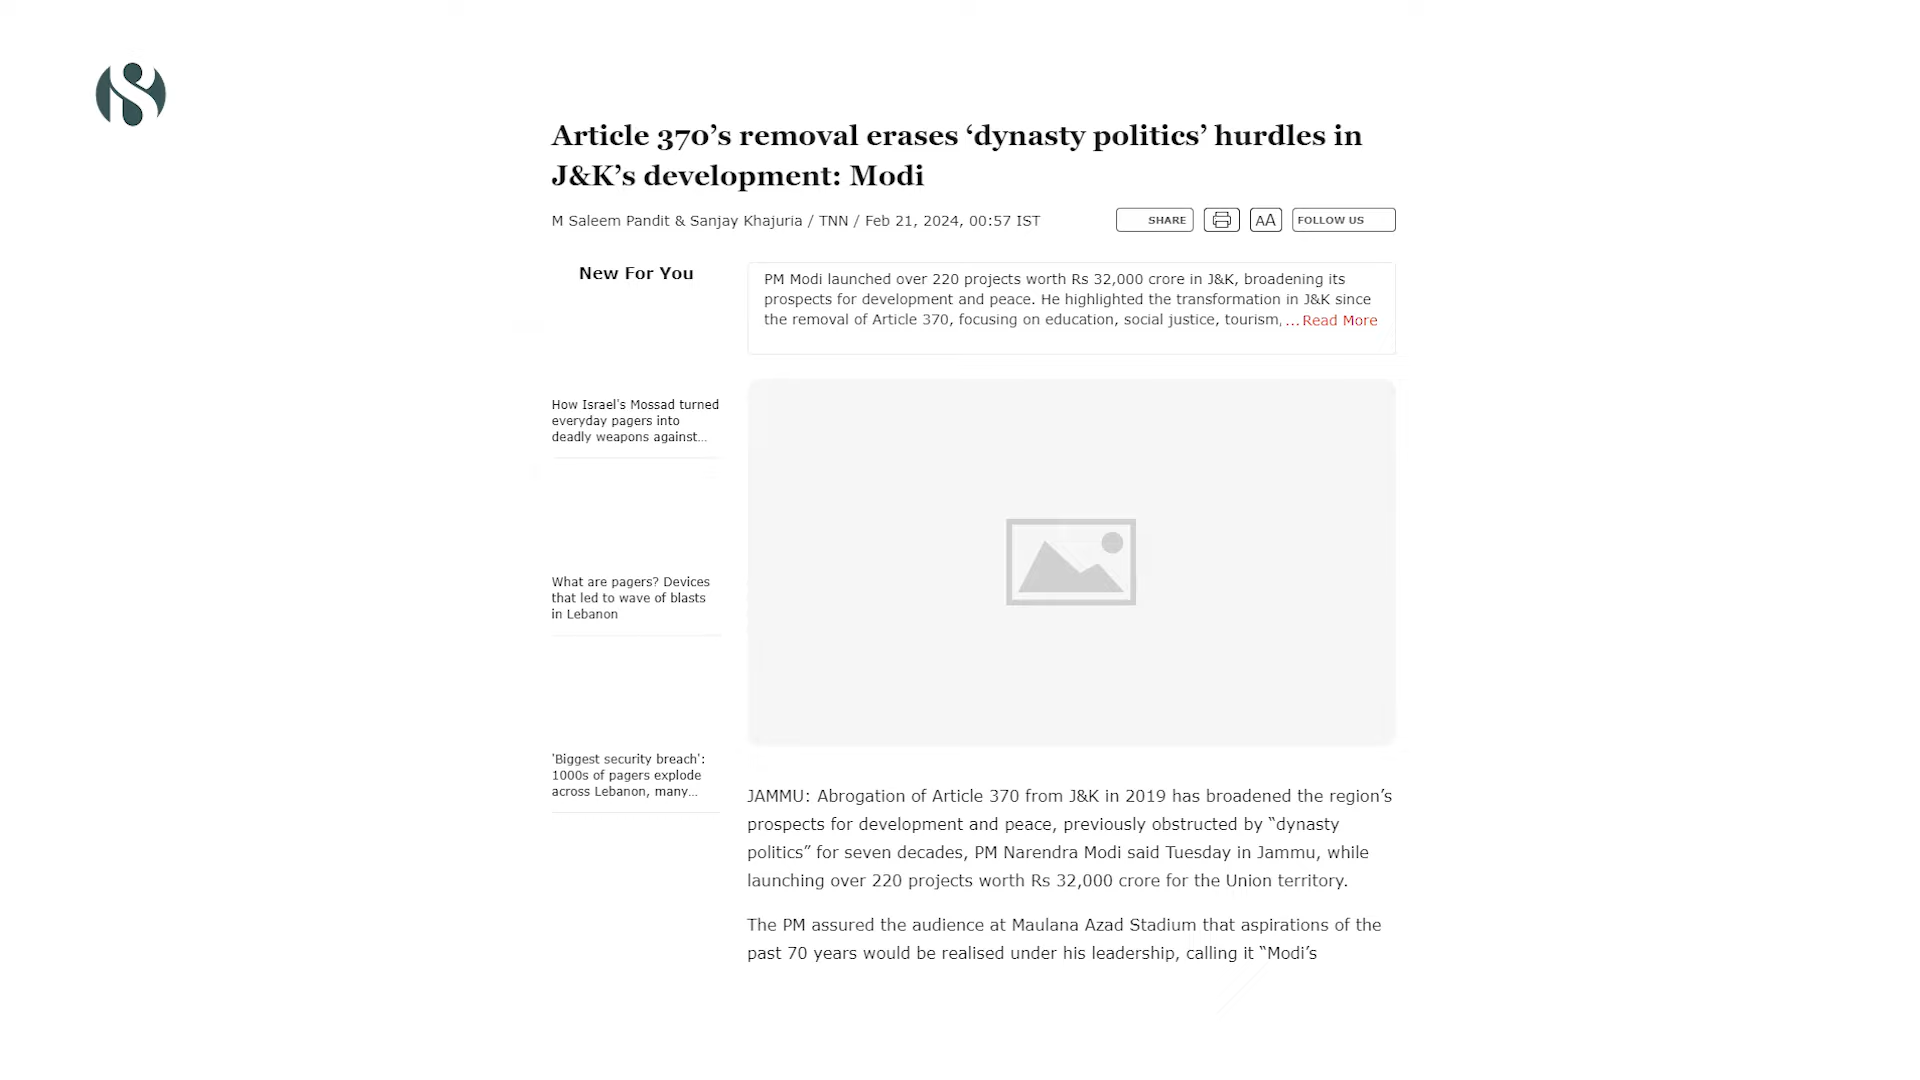 Article 370’s removal erases ‘dynasty politics’ hurdles in
J&K’s development: Modi
M Saleem Pandit & Sanjay Khajuria / TNN / Feb 21, 2024, 00:57 IST
SHARE
AA
FOLLOW US
New For You
How Israel's Mossad turned
everyday pagers into
deadly weapons against...
What are pagers? Devices
that led to wave of blasts
in Lebanon
'Biggest security breach':
1000s of pagers explode
across Lebanon, many...
PM Modi launched over 220 projects worth Rs 32,000 crore in J&K, broadening its
prospects for development and peace. He highlighted the transformation in J&K since
the removal of Article 370, focusing on education, social justice, tourism, ... Read More
JAMMU: Abrogation of Article 370 from J&K in 2019 has broadened the region’s
prospects for development and peace, previously obstructed by “dynasty
politics” for seven decades, PM Narendra Modi said Tuesday in Jammu, while
launching over 220 projects worth Rs 32,000 crore for the Union territory.
The PM assured the audience at Maulana Azad Stadium that aspirations of the
past 70 years would be realised under his leadership, calling it “Modi’s